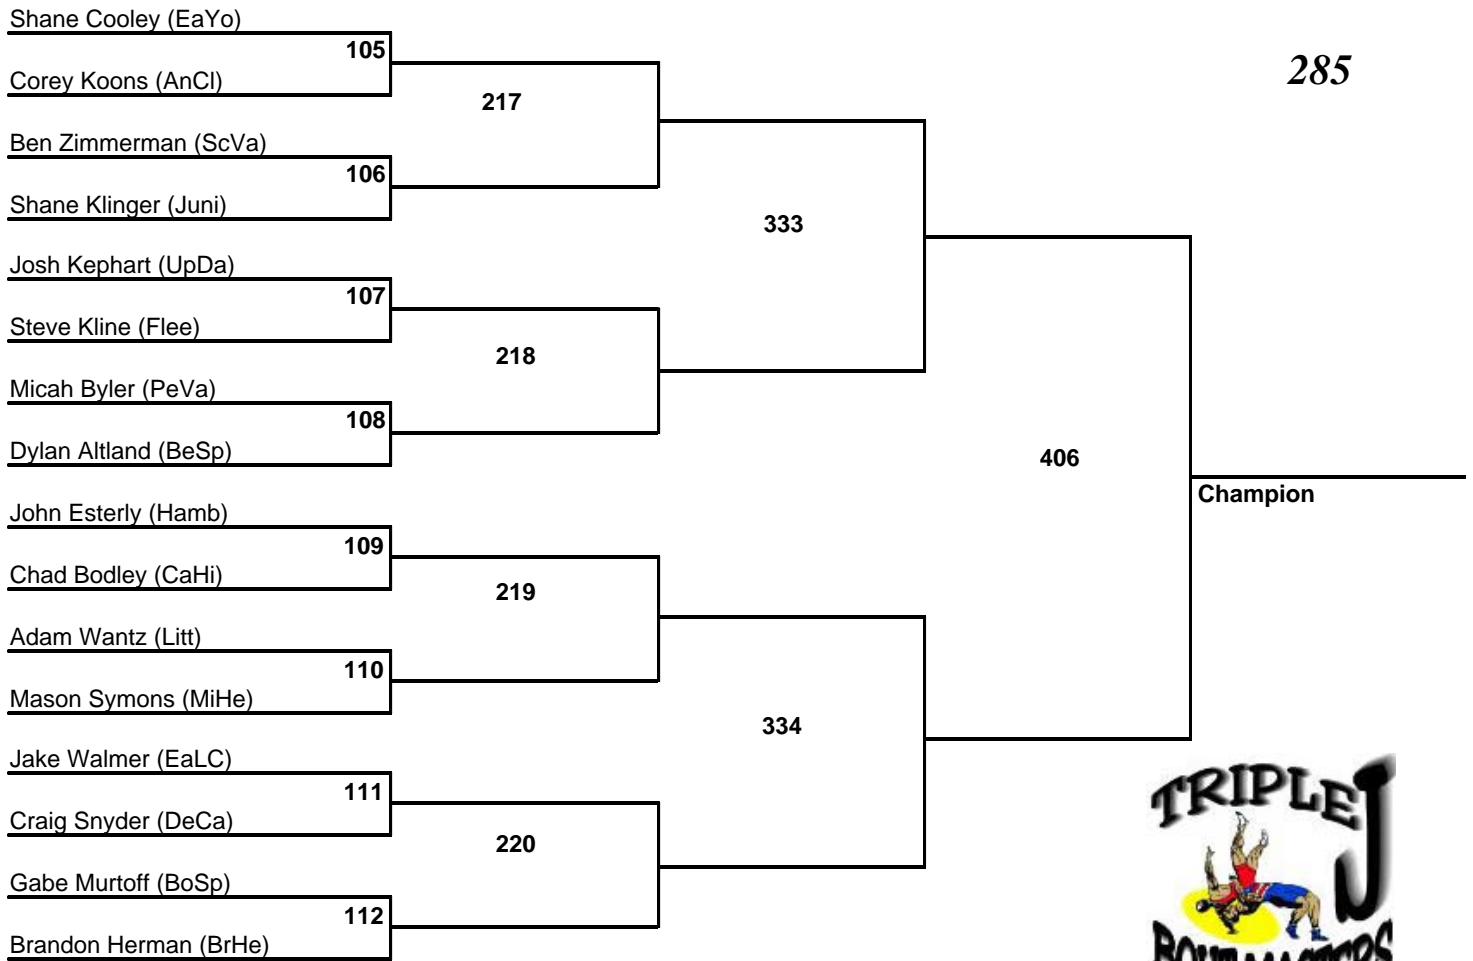 Shane Cooley (EaYo)
105
285
Corey Koons (AnCl)
217
Ben Zimmerman (ScVa)
106
Shane Klinger (Juni)
333
Josh Kephart (UpDa)
107
Steve Kline (Flee)
218
Micah Byler (PeVa)
108
Dylan Altland (BeSp)
406
Champion
John Esterly (Hamb)
109
Chad Bodley (CaHi)
219
Adam Wantz (Litt)
110
Mason Symons (MiHe)
334
Jake Walmer (EaLC)
111
Craig Snyder (DeCa)
220
Gabe Murtoff (BoSp)
112
Brandon Herman (BrHe)
TRIPLE J
BOUT MASTERS